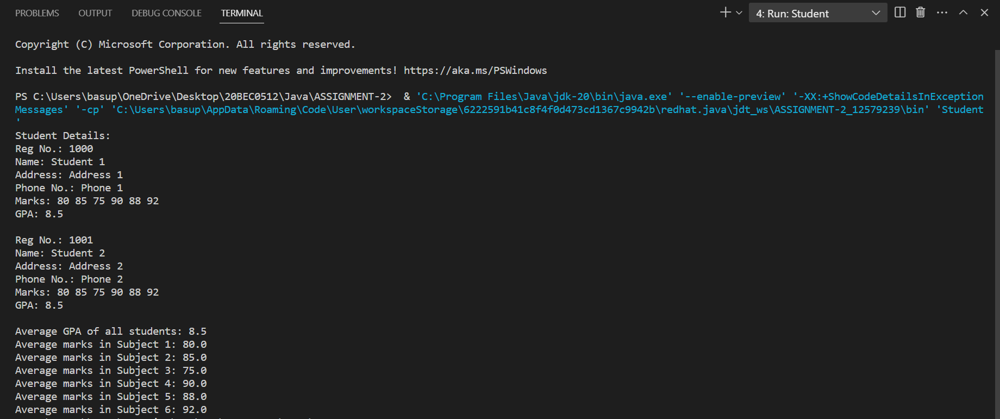 PROBLEMS OUTPUT DEBUG CONSOLE TERMINAL 4: Run: Student
Copyright (C) Microsoft Corporation. All rights reserved.
Install the latest PowerShell for new features and improvements! https://aka.ms/PSWindows
PS C:\Users\basup\OneDrive\Desktop\20BEC0512\Java\ASSIGNMENT-2>  & 'C:\Program Files\Java\jdk-20\bin\java.exe' '--enable-preview' '-XX:+ShowCodeDetailsInException
Messages' '-cp' 'C:\Users\basup\AppData\Roaming\Code\User\workspaceStorage\6222591b41c8f4f0d473cd1367c9942b\redhat.java\jdt_ws\ASSIGNMENT-2_12579239\bin' 'Student
'
Student Details:
Reg No.: 1000
Name: Student 1
Address: Address 1
Phone No.: Phone 1
Marks: 80 85 75 90 88 92
GPA: 8.5
Reg No.: 1001
Name: Student 2
Address: Address 2
Phone No.: Phone 2
Marks: 80 85 75 90 88 92
GPA: 8.5
Average GPA of all students: 8.5
Average marks in Subject 1: 80.0
Average marks in Subject 2: 85.0
Average marks in Subject 3: 75.0
Average marks in Subject 4: 90.0
Average marks in Subject 5: 88.0
Average marks in Subject 6: 92.0